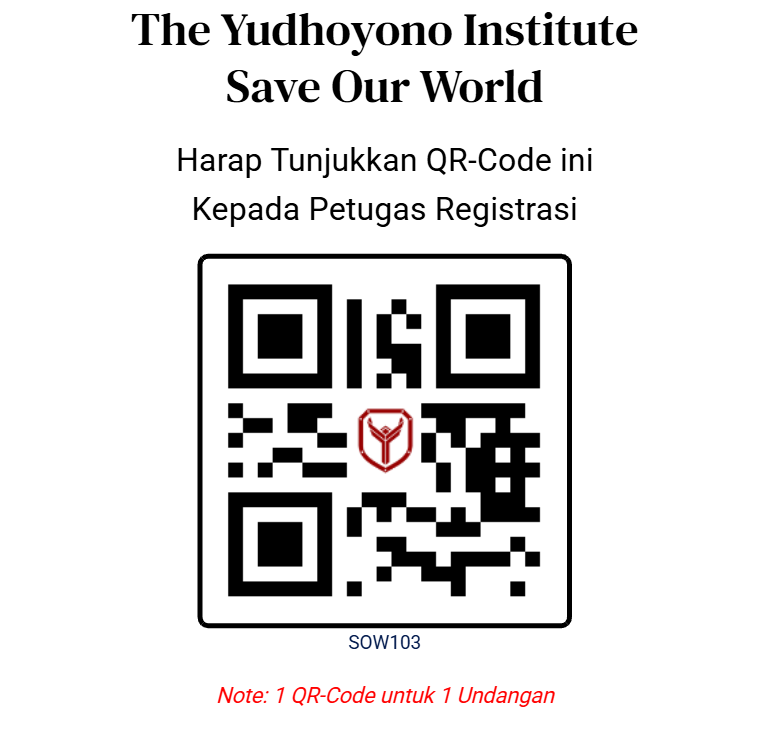 The Yudhoyono Institute
Save Our World
Harap Tunjukkan QR-Code ini
Kepada Petugas Registrasi
SOW103
Note: 1 QR-Code untuk 1 Undangan